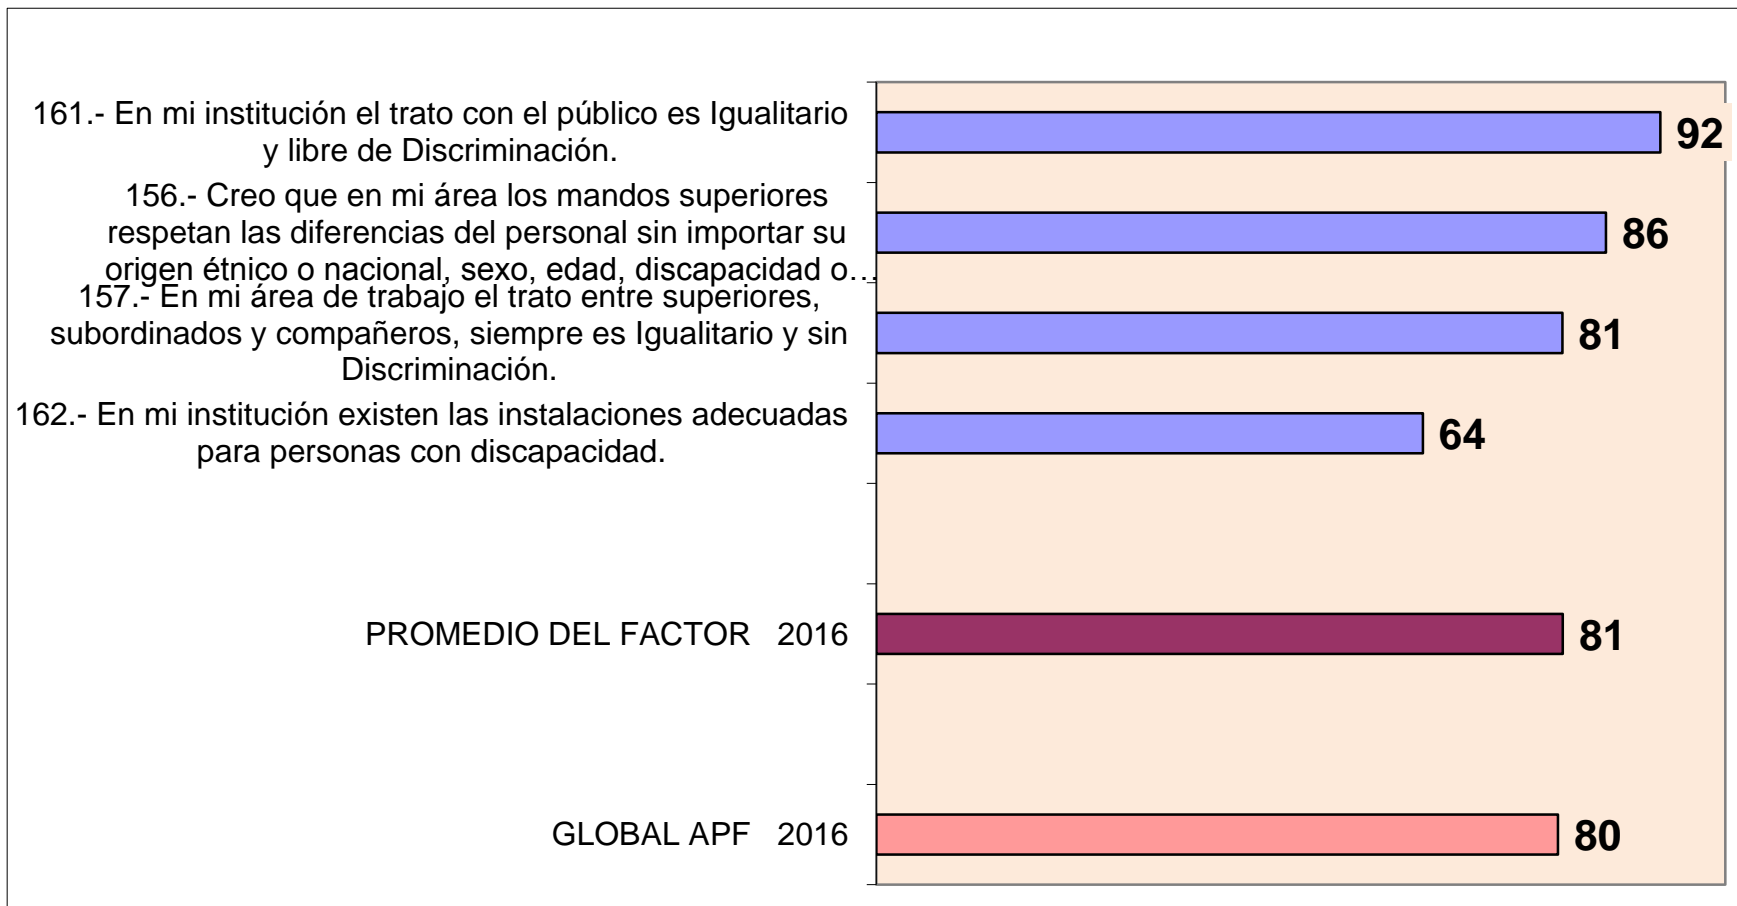 161.- En mi institución el trato con el público es Igualitario
y libre de Discriminación.
92
156.- Creo que en mi área los mandos superiores
respetan las diferencias del personal sin importar su
origen étnico o nacional, sexo, edad, discapacidad o…
86
157.- En mi área de trabajo el trato entre superiores,
subordinados y compañeros, siempre es Igualitario y sin
Discriminación.
81
162.- En mi institución existen las instalaciones adecuadas
para personas con discapacidad.
64
PROMEDIO DEL FACTOR 2016
81
GLOBAL APF 2016
80